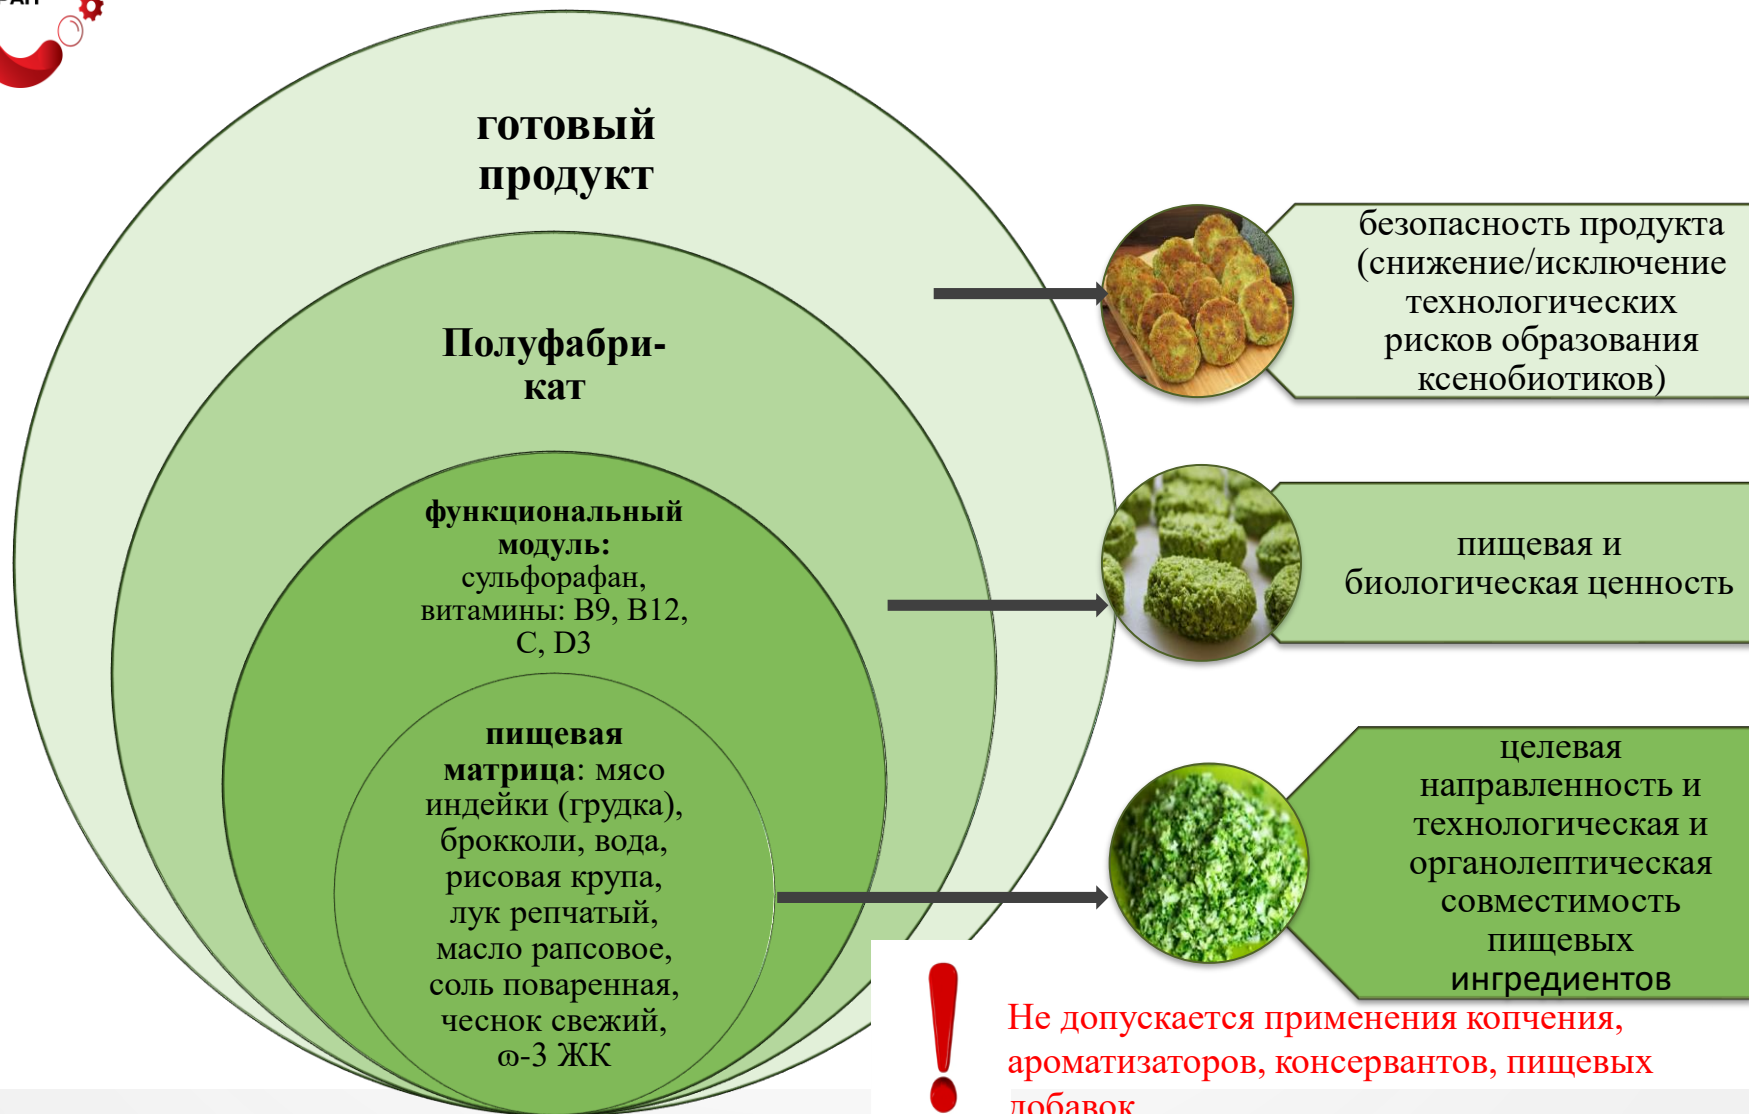 РАН
готовый
продукт
Полуфабри-
кат
функциональный
модуль:
сульфорафан,
витамины: В9, В12,
С, D3
пищевая
матрица: мясо
индейки (грудка),
брокколи, вода,
рисовая крупа,
лук репчатый,
масло рапсовое,
соль поваренная,
чеснок свежий,
ω-3 ЖК
безопасность продукта
(снижение/исключение
технологических
рисков образования
ксенобиотиков)
пищевая и
биологическая ценность
целевая
направленность и
технологическая и
органолептическая
совместимость
пищевых
ингредиентов
Не допускается применения копчения,
ароматизаторов, консервантов, пищевых
добавок